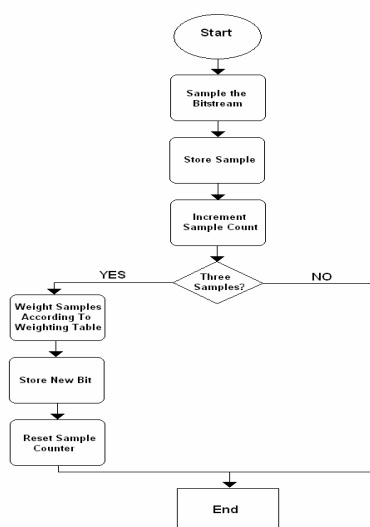 Start
Sample the
Bitstream
Store Sample
Increment
Sample Count
YES
Three
Samples?
NO
Weight Samples
According To
Weighting Table
Store New Bit
Reset Sample
Counter
End